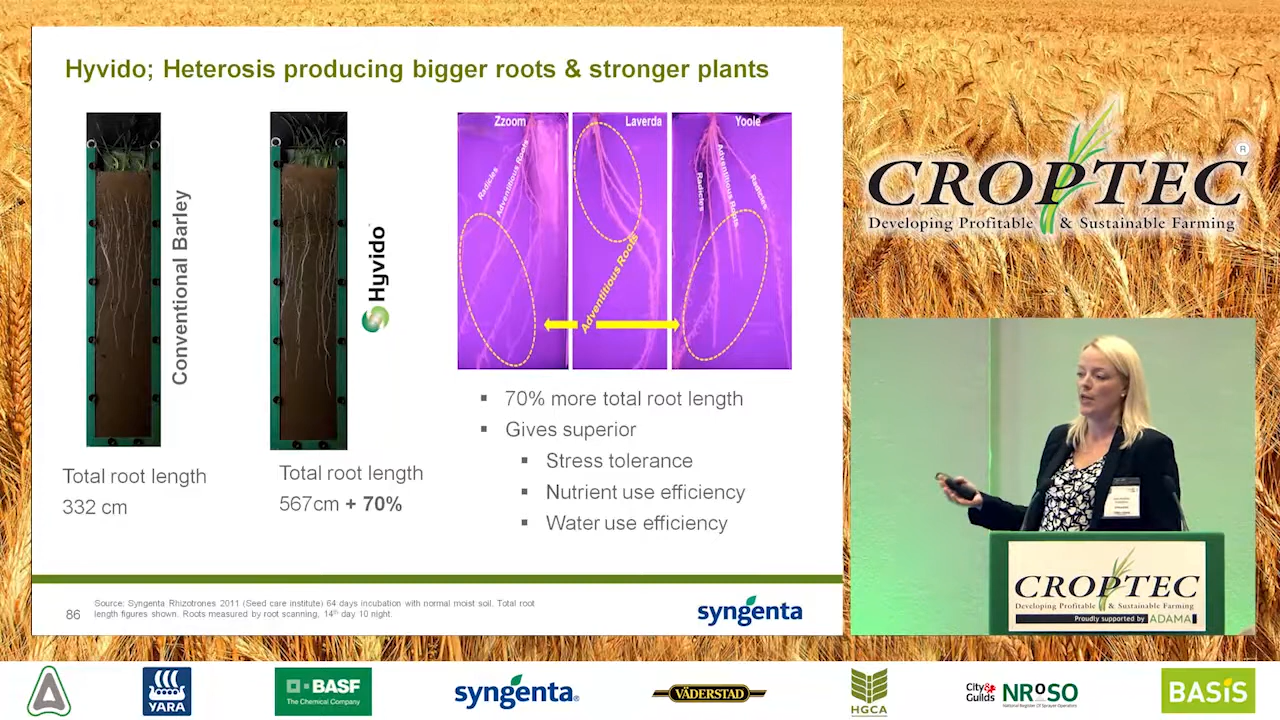 Hyvido; Heterosis producing bigger roots & stronger plants
Conventional Barley
Hyvido
Zzoom
Radicles
Adventitious Roots
Laverda
Adventitious Roots
Yoole
Radicles
Adventitious Roots
Radicles
Total root length
332 cm
Total root length
567cm + 70%
▪ 70% more total root length
▪ Gives superior
▪ Stress tolerance
▪ Nutrient use efficiency
▪ Water use efficiency
86
Source: Syngenta Rhizotrones 2011 (Seed care institute) 64 days incubation with normal moist soil. Total root
length figures shown. Roots measured by root scanning, 14th day 10 night.
syngenta
CROPTEC ®
Developing Profitable & Sustainable Farming
CROPTEC
Developing Profitable & Sustainable Farming
Proudly supported by ADAMA
YARA
BASF
The Chemical Company
syngenta®
VÄDERSTAD
HGCA
City&
Guilds
NRoSO
National Register Of Sprayer Operators
BASIS